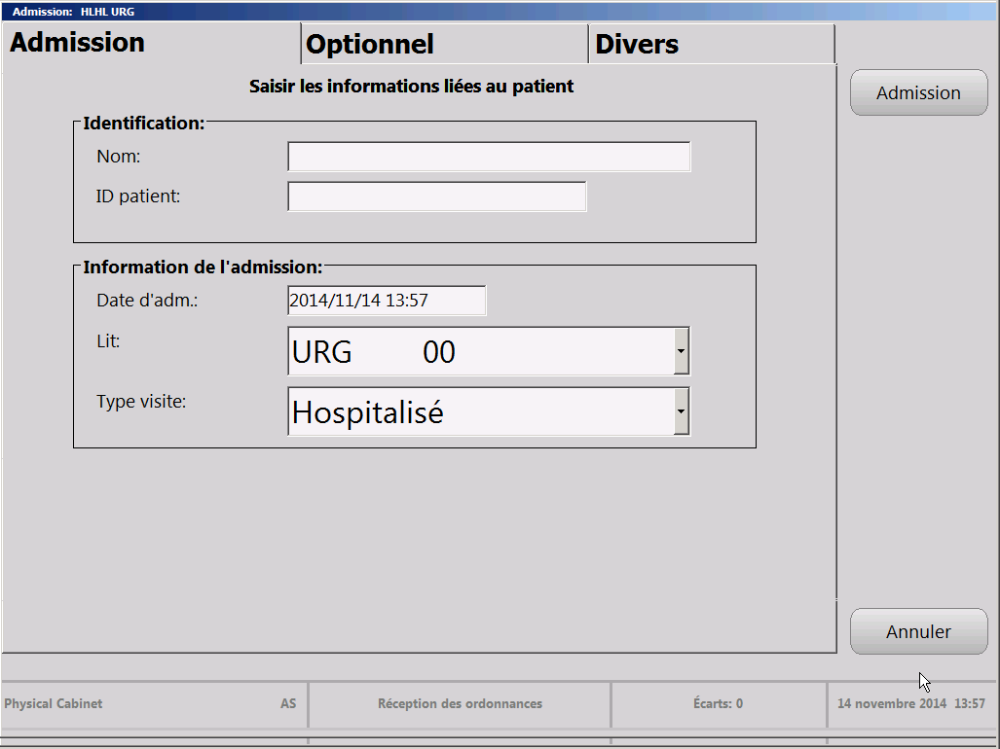 Admission: HLHL URG
Admission Optionnel Divers
Saisir les informations liées au patient
Admission
Identification:
Nom:
ID patient:
Information de l'admission:
Date d'adm.: 2014/11/14 13:57
Lit: URG 00
Type visite: Hospitalisé
Annuler
Physical Cabinet AS Réception des ordonnances Écarts: 0 14 novembre 2014 13:57